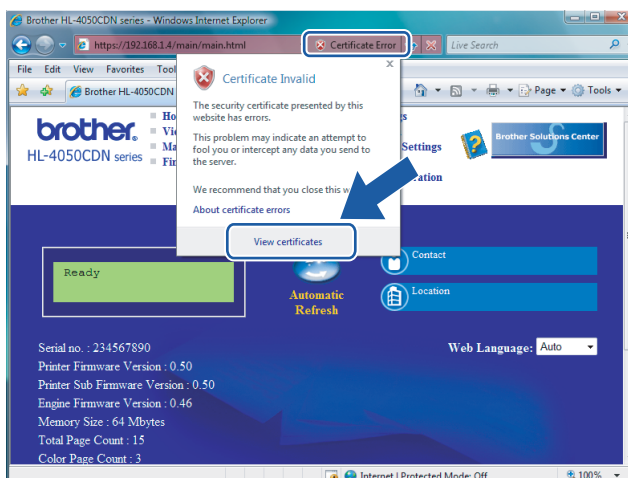 Brother HL-4050CDN series - Windows Internet Explorer
https://192.168.1.4/main/main.html
Certificate Error
Live Search
File Edit View Favorites Tool
Brother HL-4050CDN
Page
Tools
Certificate Invalid
The security certificate presented by this
website has errors.
This problem may indicate an attempt to
fool you or intercept any data you send to
the server.
We recommend that you close this
About certificate errors
View certificates
brother
HL-4050CDN series
Settings
Brother Solutions Center
Ready
Automatic
Refresh
Contact
Location
Serial no. : 234567890
Web Language: Auto
Printer Firmware Version : 0.50
Printer Sub Firmware Version : 0.50
Engine Firmware Version : 0.46
Memory Size : 64 Mbytes
Total Page Count : 15
Color Page Count : 3
Internet | Protected Mode: Off
100%